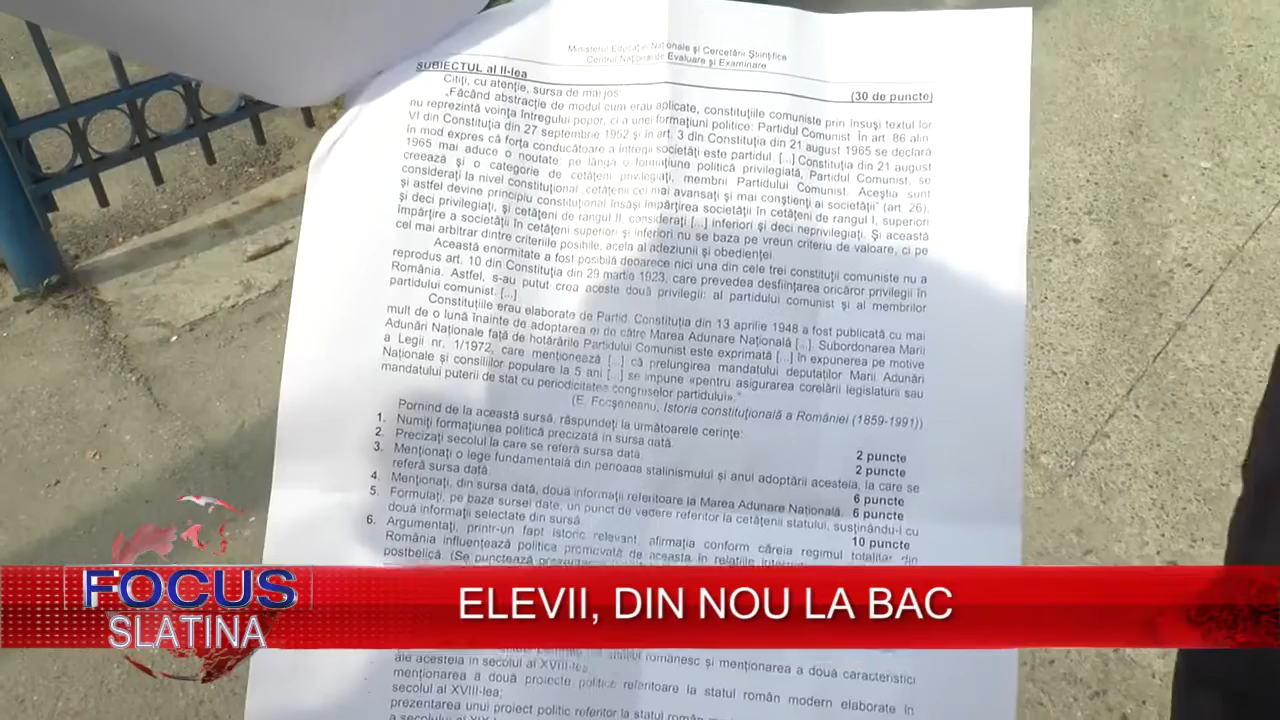 Ministerul Educației Naționale și Cercetării Științifice
Centrul Național de Evaluare și Examinare
SUBIECTUL al II-lea (30 de puncte)
Citiți, cu atenție, sursa de mai jos:
„Făcând abstracție de modul cum erau aplicate, constituțiile comuniste prin însuși textul lor
nu reprezintă voința întregului popor, ci a unei formațiuni politice: Partidul Comunist. În art. 86 alin.
VI din Constituția din 27 septembrie 1952 și în art. 3 din Constituția din 21 august 1965 se declară
în mod expres că forța conducătoare a întregii societăți este partidul. [...] Constituția din 21 august
1965 mai aduce o noutate: pe lângă o formațiune politică privilegiată, Partidul Comunist, se
creează și o categorie de cetățeni privilegiați, membrii Partidului Comunist. Aceștia sunt
considerați la nivel constituțional „cetățenii cei mai avansați și mai conștienți ai societății” (art. 26),
și astfel devine principiu constituțional însăși împărțirea societății în cetățeni de rangul I, superiori
și deci privilegiați, și cetățeni de rangul II, considerați [...] inferiori și deci neprivilegiați. Și această
împărțire a societății în cetățeni superiori și inferiori nu se baza pe vreun criteriu de valoare, ci pe
cel mai arbitrar dintre criteriile posibile, acela al adeziunii și obedienței.
Această enormitate a fost posibilă deoarece nici una din cele trei constituții comuniste nu a
reprodus art. 10 din Constituția din 29 martie 1923, care prevedea desființarea oricăror privilegii în
România. Astfel, s-au putut crea aceste două privilegii: al partidului comunist și al membrilor
partidului comunist. [...]
Constituțiile erau elaborate de Partid. Constituția din 13 aprilie 1948 a fost publicată cu mai
mult de o lună înainte de adoptarea ei de către Marea Adunare Națională [...]. Subordonarea Marii
Adunări Naționale față de hotărârile Partidului Comunist este exprimată [...] în expunerea pe motive
a Legii nr. 1/1972, care menționează [...] că prelungirea mandatului deputaților Marii Adunări
Naționale și consiliilor populare la 5 ani [...] se impune «pentru asigurarea corelării legislaturii sau
mandatului puterii de stat cu periodicitatea congreselor partidului».”
(E. Focșeneanu, Istoria constituțională a României (1859-1991))
Pornind de la această sursă, răspundeți la următoarele cerințe:
1. Numiți formațiunea politică precizată în sursa dată. 2 puncte
2. Precizați secolul la care se referă sursa dată. 2 puncte
3. Menționați o lege fundamentală din perioada stalinismului și anul adoptării acesteia, la care se
referă sursa dată. 6 puncte
4. Menționați, din sursa dată, două informații referitoare la Marea Adunare Națională. 6 puncte
5. Formulați, pe baza sursei date, un punct de vedere referitor la cetățenii statului, susținându-l cu
două informații selectate din sursă. 10 puncte
6. Argumentați, printr-un fapt istoric relevant, afirmația conform căreia regimul totalitar din
România influențează politica promovată de aceasta în relațiile
postbelică. (Se punctează
FOCUS
SLATINA
ELEVII, DIN NOU LA BAC
românesc și menționarea a două caracteristici
ale acesteia în secolul al XVIII-lea;
menționarea a două proiecte politice referitoare la statul român modern elaborate în
secolul al XVIII-lea;
prezentarea unui proiect politic referitor la statul român
a secolului al XIX-